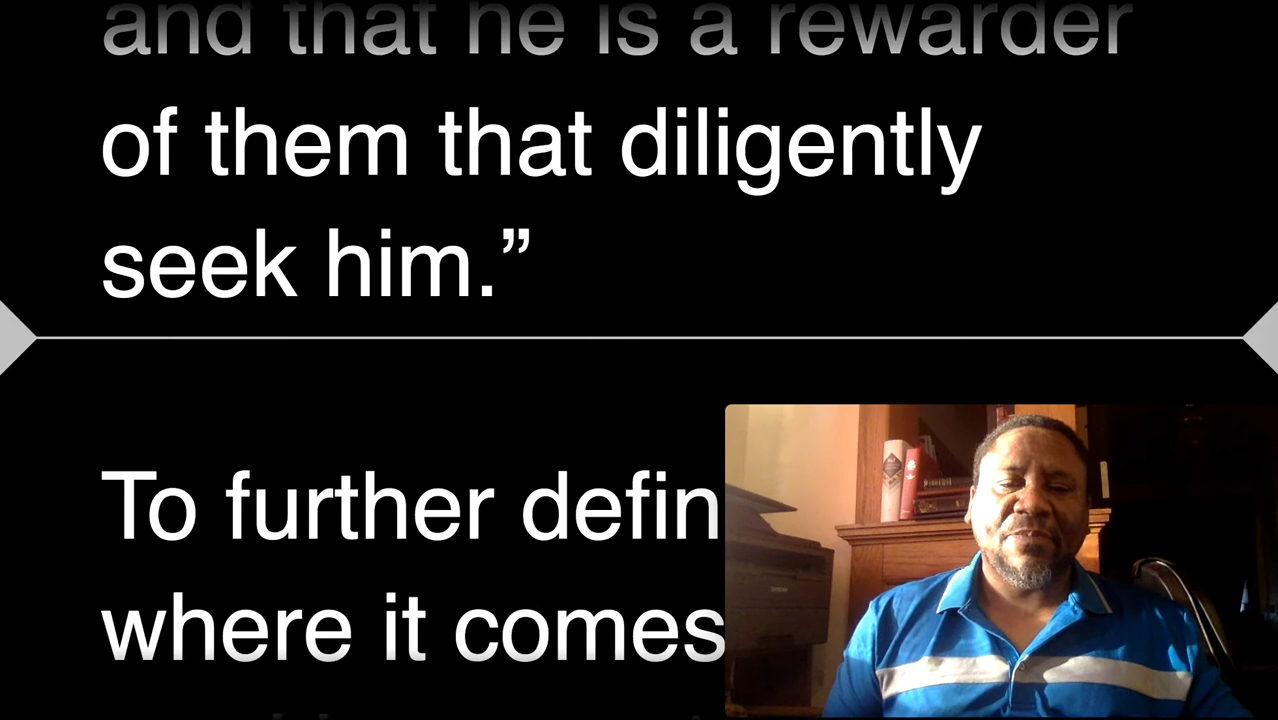 and that he is a rewarder
of them that diligently
seek him.”
To further defin
where it comes